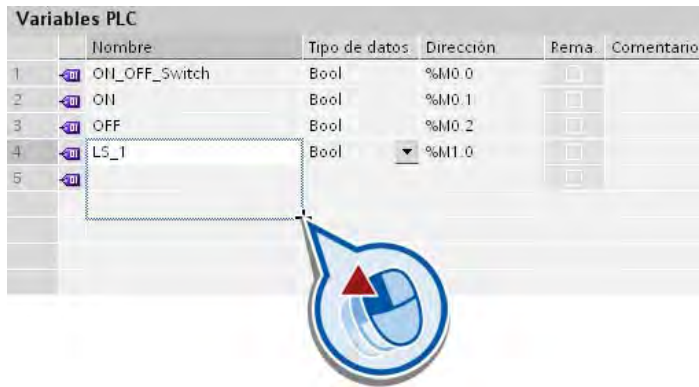 Variables PLC
Nombre Tipo de datos Dirección Rema Comentario
1 ON_OFF_Switch Bool %M0.0
2 ON Bool %M0.1
3 OFF Bool %M0.2
4 LS_1 Bool %M1.0
5